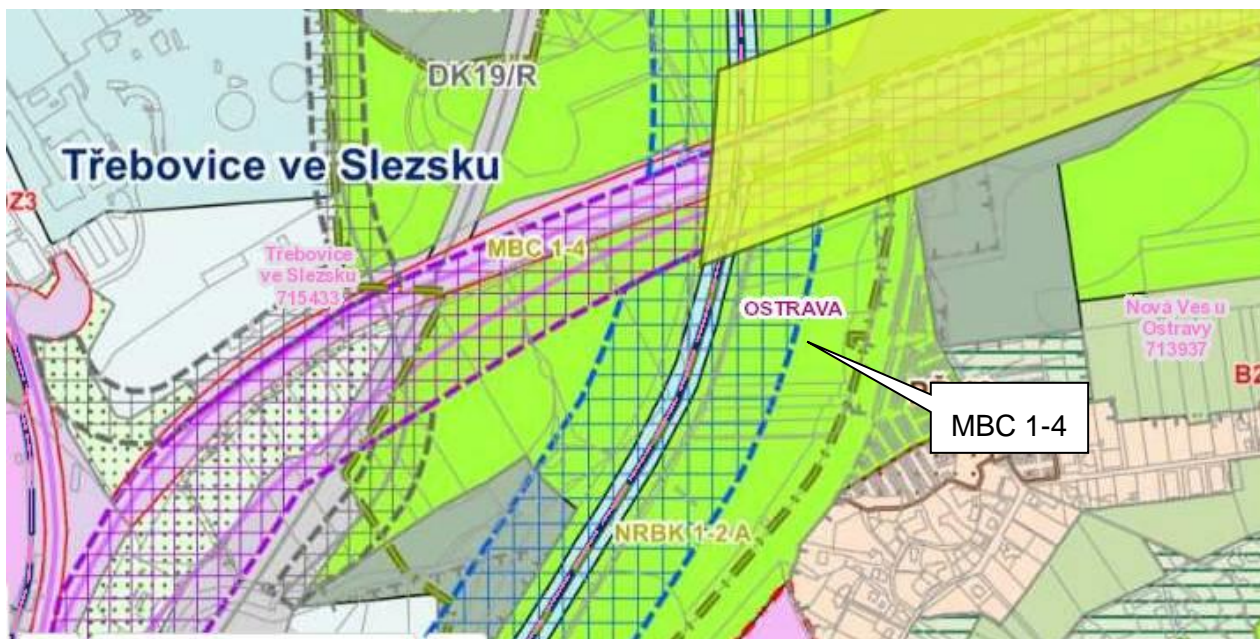 DK19/R
Třebovice ve Slezsku
Z3
MBC 1-4
Třebovice
ve Slezsku
715433
OSTRAVA
Nová Ves u
Ostravy
713937
B2
MBC 1-4
NRBK 1-2 A